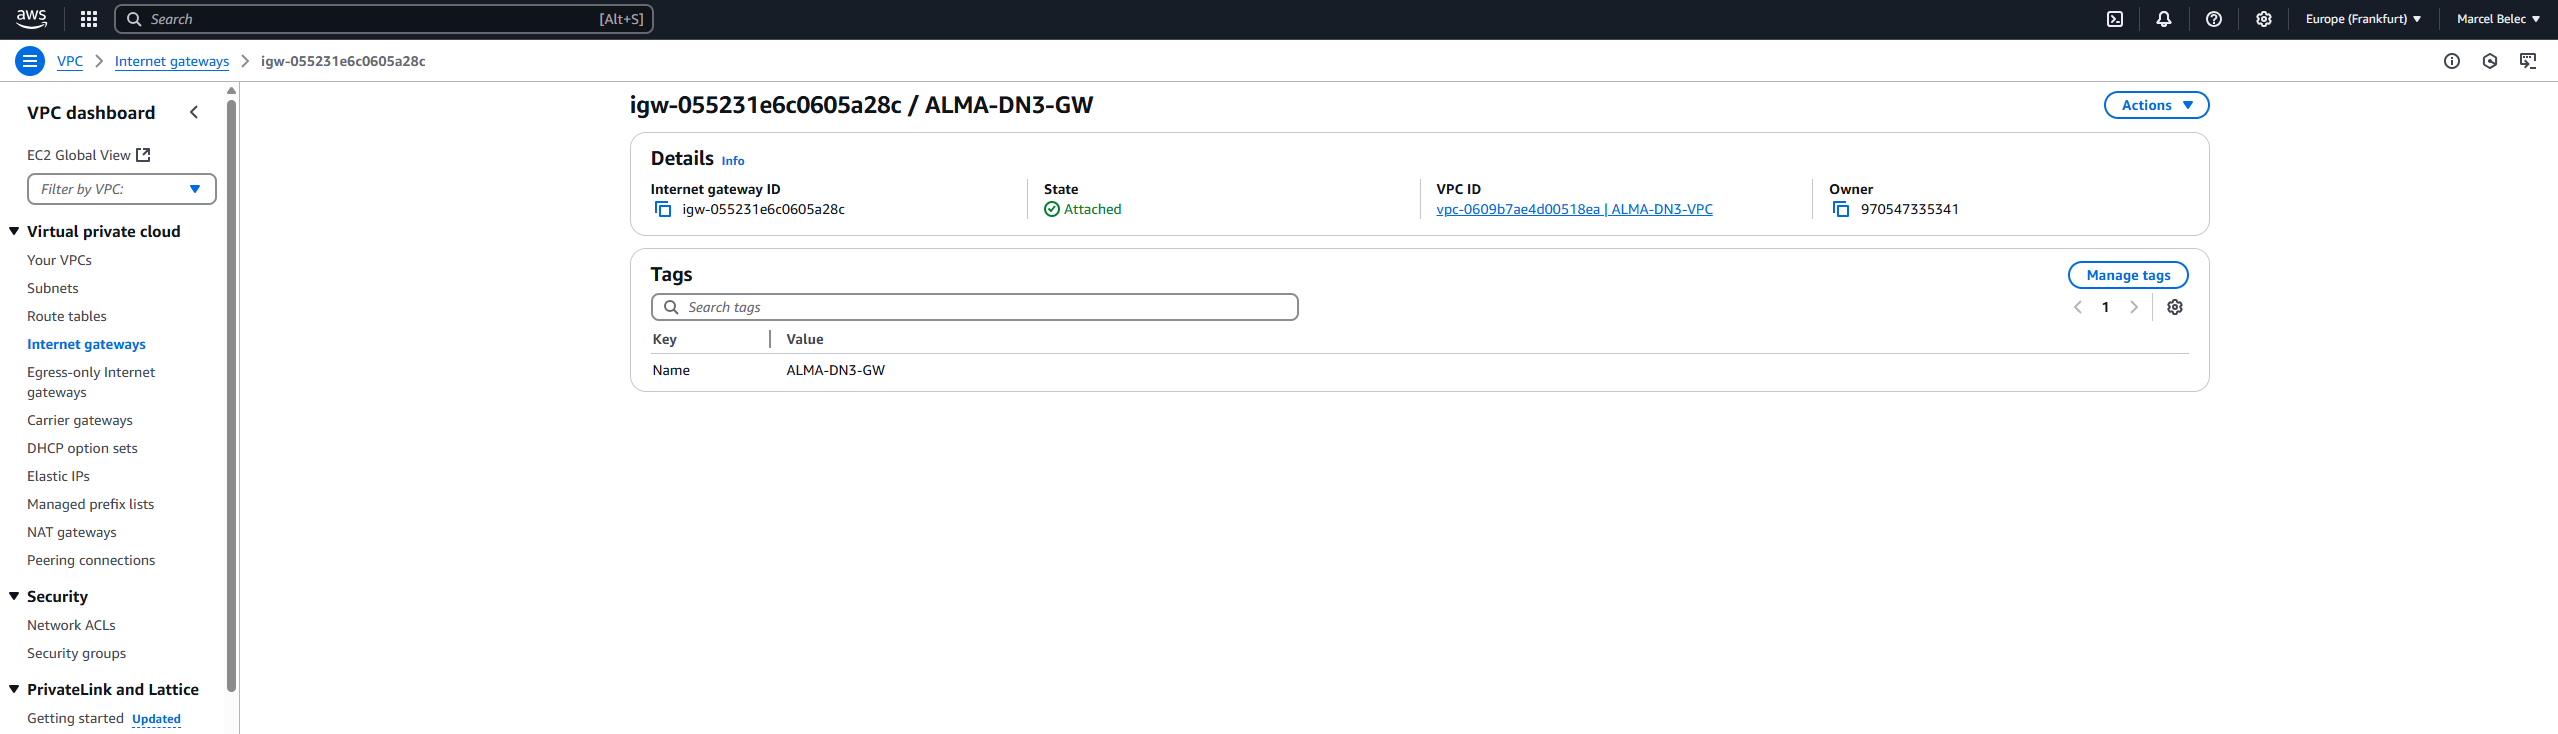 aws
Search [Alt+S]
Europe (Frankfurt)
Marcel Belec
VPC
Internet gateways
igw-055231e6c0605a28c
VPC dashboard
EC2 Global View
Filter by VPC:
Virtual private cloud
Your VPCs
Subnets
Route tables
Internet gateways
Egress-only Internet
gateways
Carrier gateways
DHCP option sets
Elastic IPs
Managed prefix lists
NAT gateways
Peering connections
Security
Network ACLs
Security groups
PrivateLink and Lattice
Getting started Updated
igw-055231e6c0605a28c / ALMA-DN3-GW
Actions
Details Info
Internet gateway ID
igw-055231e6c0605a28c
State
Attached
VPC ID
vpc-0609b7ae4d00518ea | ALMA-DN3-VPC
Owner
970547335341
Tags
Manage tags
Search tags
1
Key Value
Name ALMA-DN3-GW